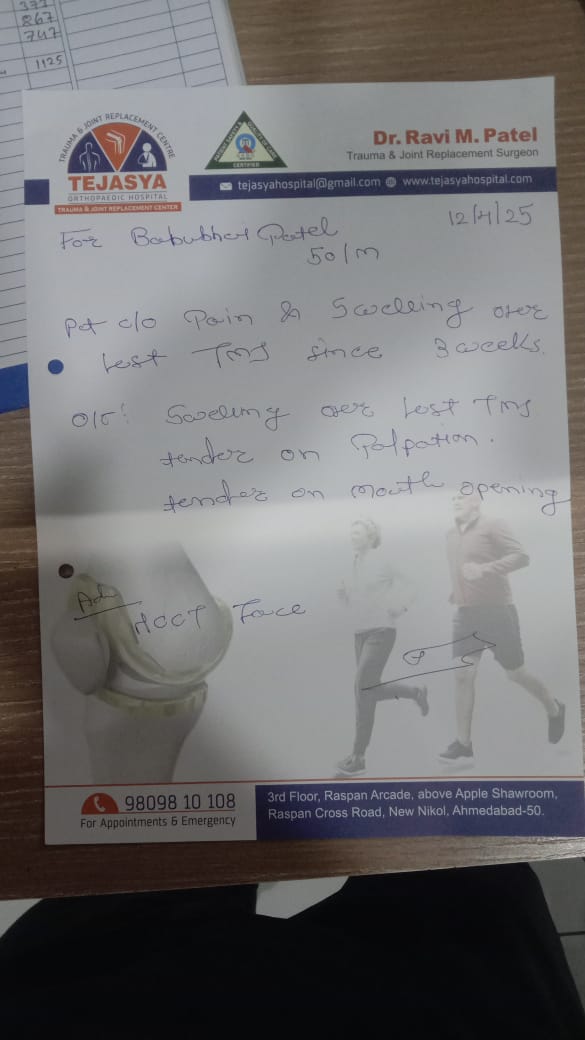 377
867
747
1125
TRAUMA & JOINT REPLACEMENT CENTRE
TEJASYA
ORTHOPAEDIC HOSPITAL
TRAUMA & JOINT REPLACEMENT CENTER
CERTIFIED
Dr. Ravi M. Patel
Trauma & Joint Replacement Surgeon
tejasyahospital@gmail.com www.tejasyahospital.com
12/4/25
For Babubhai Patel
50/m
Pt c/o Pain & Swelling over
left TMJ since 3 weeks.
O/E: Swelling over left TMJ
tender on Palpation.
tender on mouth opening
Adv
HCCT Face
98098 10 108
For Appointments & Emergency
3rd Floor, Raspan Arcade, above Apple Shawroom,
Raspan Cross Road, New Nikol, Ahmedabad-50.